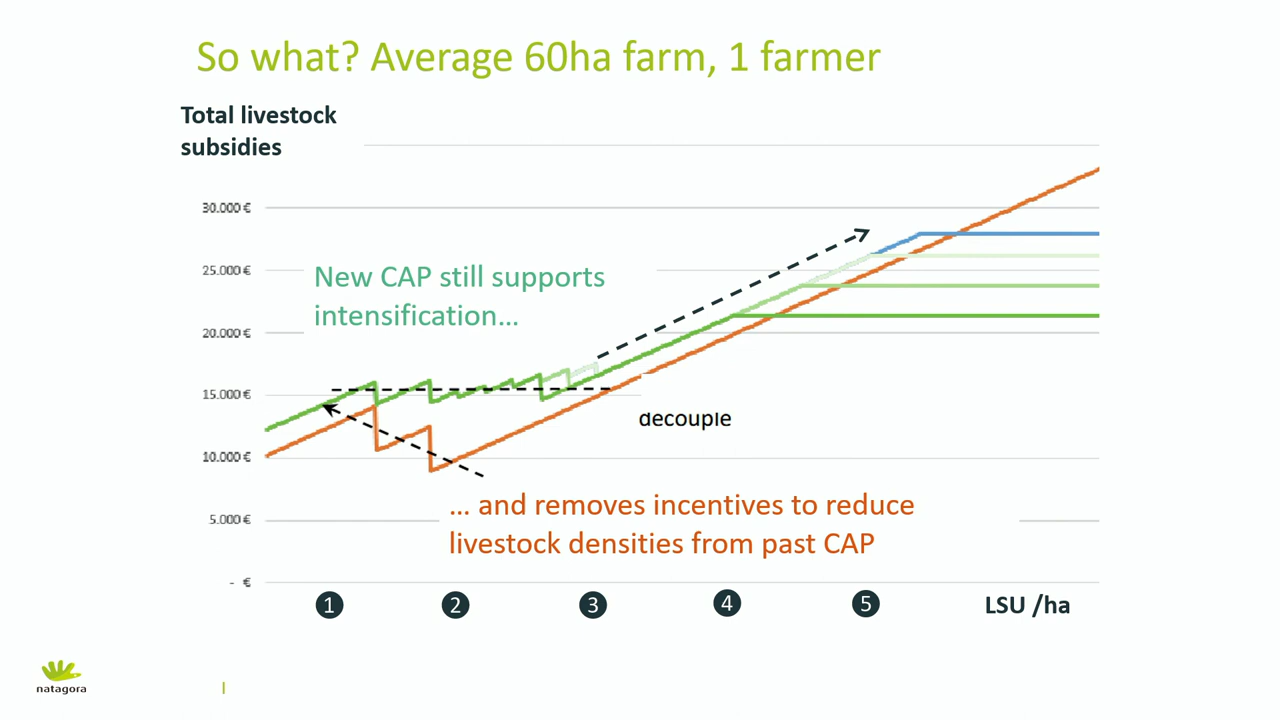 So what? Average 60ha farm, 1 farmer
Total livestock
subsidies
30.000 €
25.000 €
New CAP still supports
intensification…
20.000 €
15.000 €
decouple
10.000 €
… and removes incentives to reduce
livestock densities from past CAP
5.000 €
- €
1 2 3 4 5 LSU /ha
natagora